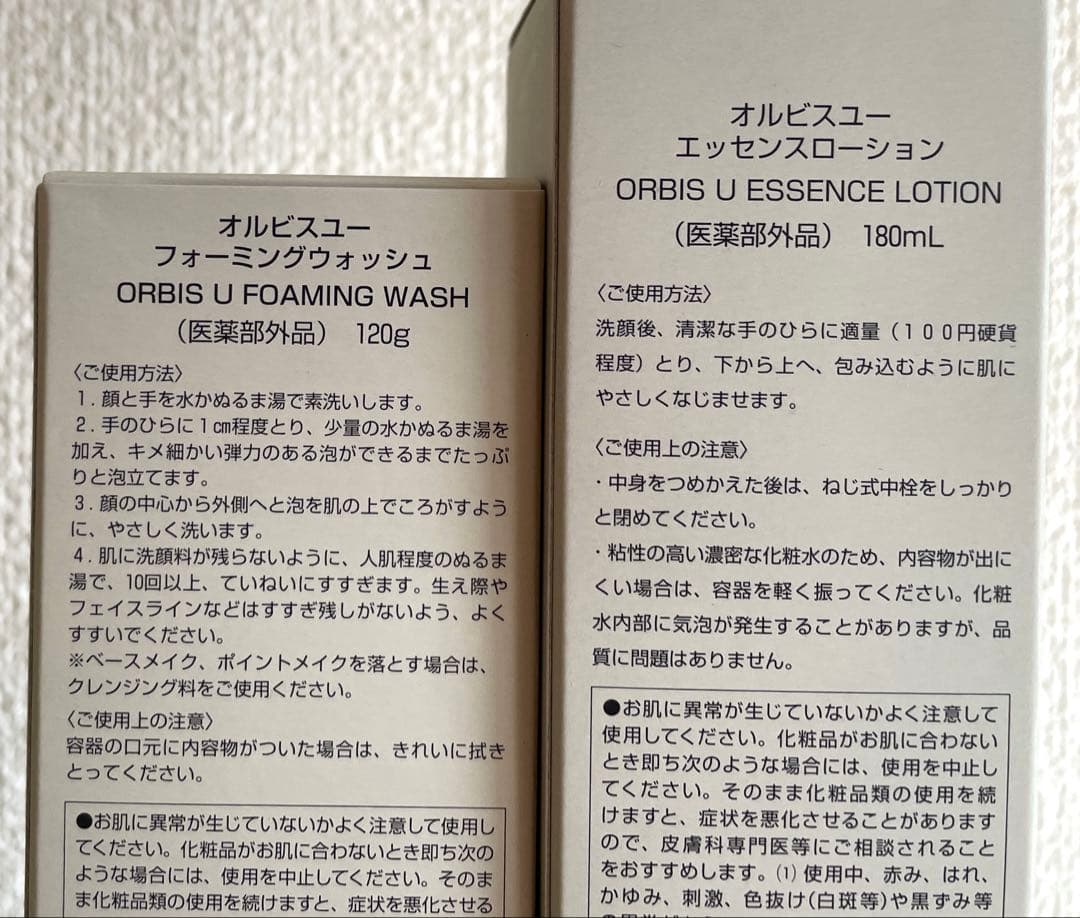 オルビスユー
フォーミングウォッシュ
ORBIS U FOAMING WASH
（医薬部外品） 120g
〈ご使用方法〉
１．顔と手を水かぬるま湯で素洗いします。
２．手のひらに１㎝程度とり、少量の水かぬるま湯を
加え、キメ細かい弾力のある泡ができるまでたっぷ
りと泡立てます。
３．顔の中心から外側へと泡を肌の上でころがすよう
に、やさしく洗います。
４．肌に洗顔料が残らないように、人肌程度のぬるま
湯で、10回以上、ていねいにすすぎます。生え際や
フェイスラインなどはすすぎ残しがないよう、よく
すすいでください。
※ベースメイク、ポイントメイクを落とす場合は、
クレンジング料をご使用ください。
〈ご使用上の注意〉
容器の口元に内容物がついた場合は、きれいに拭き
とってください。
●お肌に異常が生じていないかよく注意して使用し
てください。化粧品がお肌に合わないとき即ち次の
ような場合には、使用を中止してください。そのま
ま化粧品類の使用を続けますと、症状を悪化させる
オルビスユー
エッセンスローション
ORBIS U ESSENCE LOTION
（医薬部外品） 180mL
〈ご使用方法〉
洗顔後、清潔な手のひらに適量（１００円硬貨
程度）とり、下から上へ、包み込むように肌に
やさしくなじませます。
〈ご使用上の注意〉
・中身をつめかえた後は、ねじ式中栓をしっかり
と閉めてください。
・粘性の高い濃密な化粧水のため、内容物が出に
くい場合は、容器を軽く振ってください。化粧
水内部に気泡が発生することがありますが、品
質に問題はありません。
●お肌に異常が生じていないかよく注意して
使用してください。化粧品がお肌に合わない
とき即ち次のような場合には、使用を中止し
てください。そのまま化粧品類の使用を続
けますと、症状を悪化させることがあります
ので、皮膚科専門医等にご相談されること
をおすすめします。(1)使用中、赤み、はれ、
かゆみ、刺激、色抜け(白斑等)や黒ずみ等